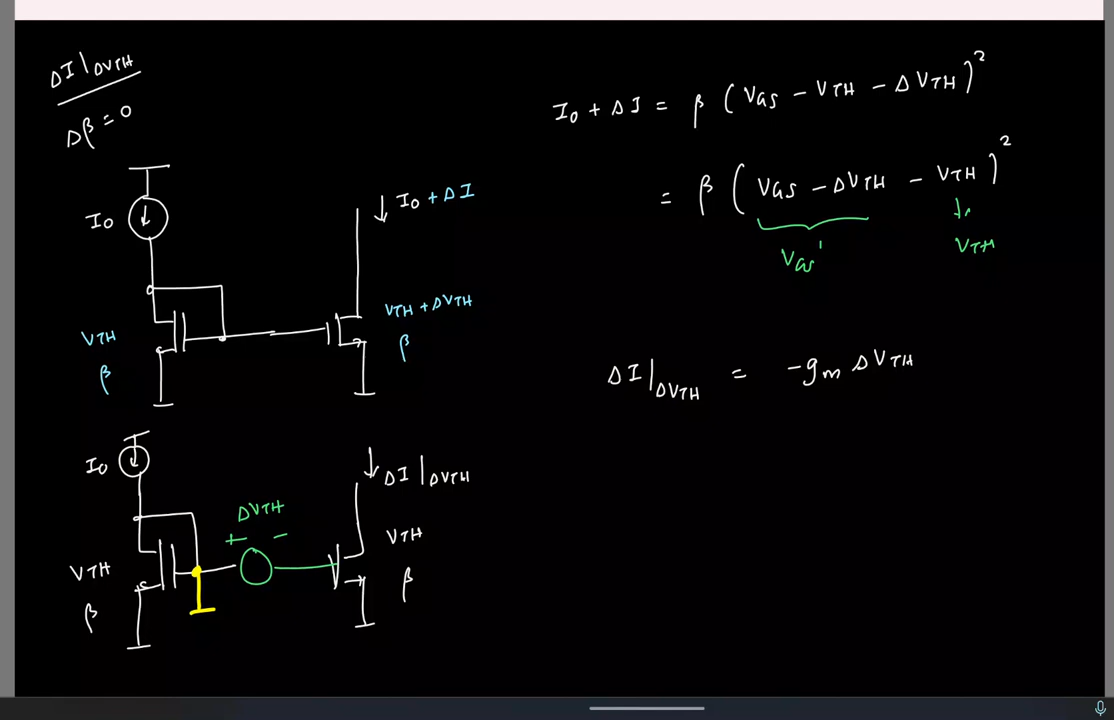 ΔI|ΔVTH
Δβ = 0
I0 + ΔI = β (VGS - VTH - ΔVTH)²
= β (VGS - ΔVTH - VTH)²
VGS'
VTH
I0
↓ I0 + ΔI
VTH
β
VTH + ΔVTH
β
ΔI|ΔVTH = -gm ΔVTH
I0
↓ ΔI|ΔVTH
ΔVTH
+ -
VTH
β
VTH
β